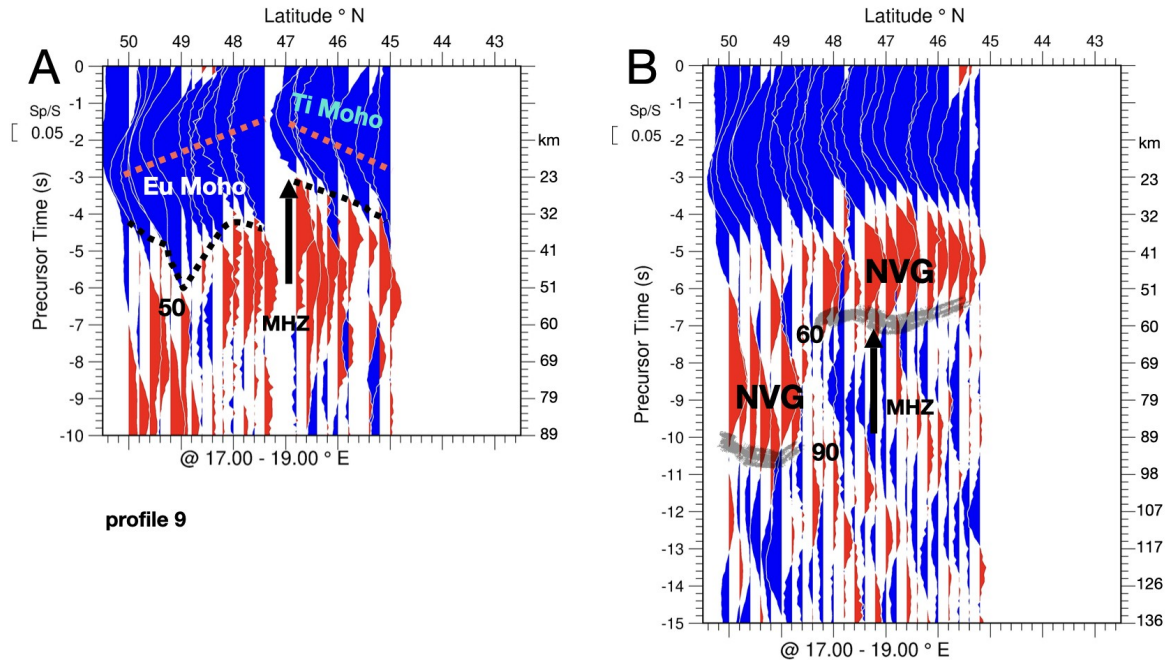 A
Latitude ° N
50 49 48 47 46 45 44 43
0
-1
-2
-3
-4
-5
-6
-7
-8
-9
-10
Sp/S
0.05
Precursor Time (s)
km
23
32
41
51
60
69
79
89
Ti Moho
Eu Moho
50
MHZ
@ 17.00 - 19.00 ° E
profile 9
B
Latitude ° N
50 49 48 47 46 45 44 43
0
-1
-2
-3
-4
-5
-6
-7
-8
-9
-10
-11
-12
-13
-14
-15
Sp/S
0.05
Precursor Time (s)
km
23
32
41
51
60
69
79
89
98
107
117
126
136
NVG
60
NVG
MHZ
90
@ 17.00 - 19.00 ° E